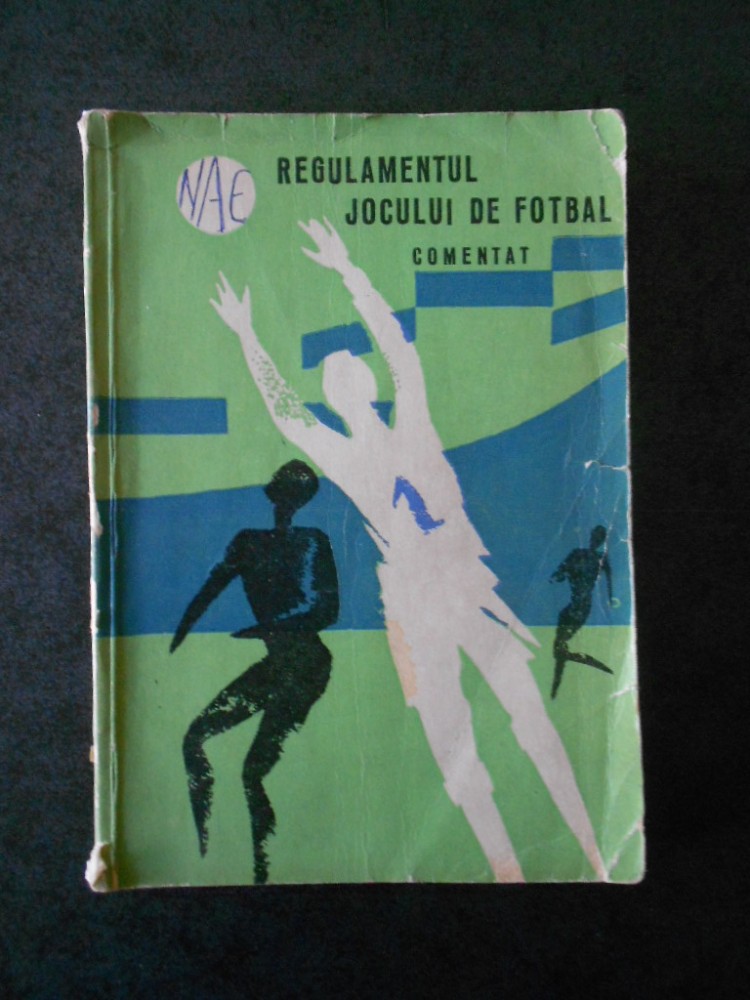 NAE
REGULAMENTUL
JOCULUI DE FOTBAL
COMENTAT
1